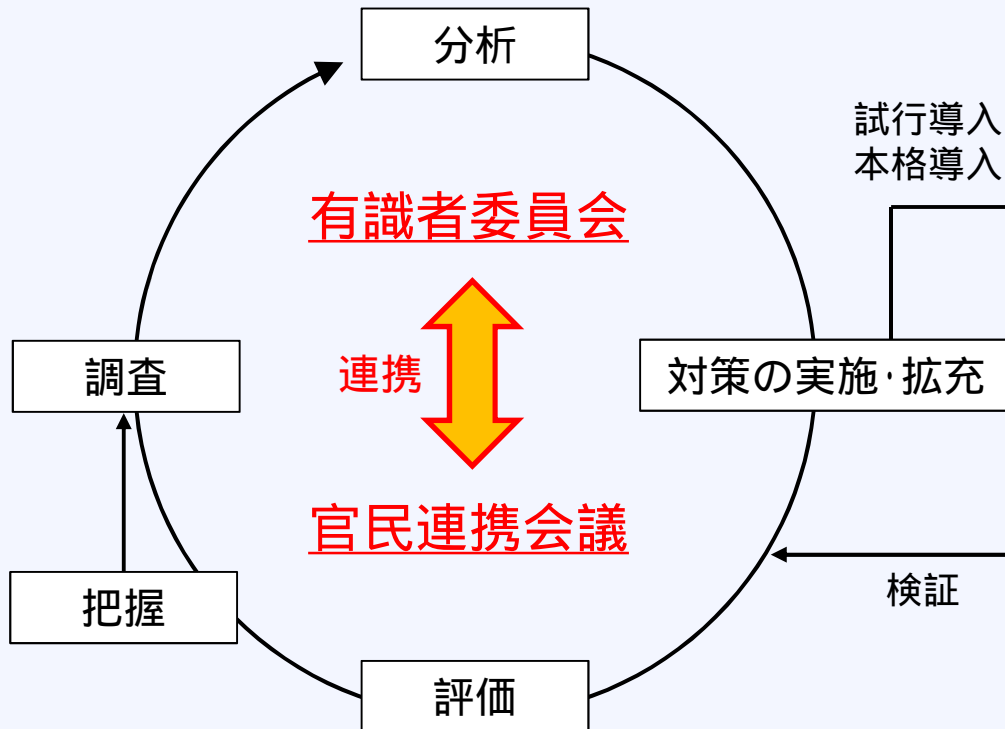 分析
試行導入
本格導入
有識者委員会
調査
連携
対策の実施・拡充
官民連携会議
把握
検証
評価